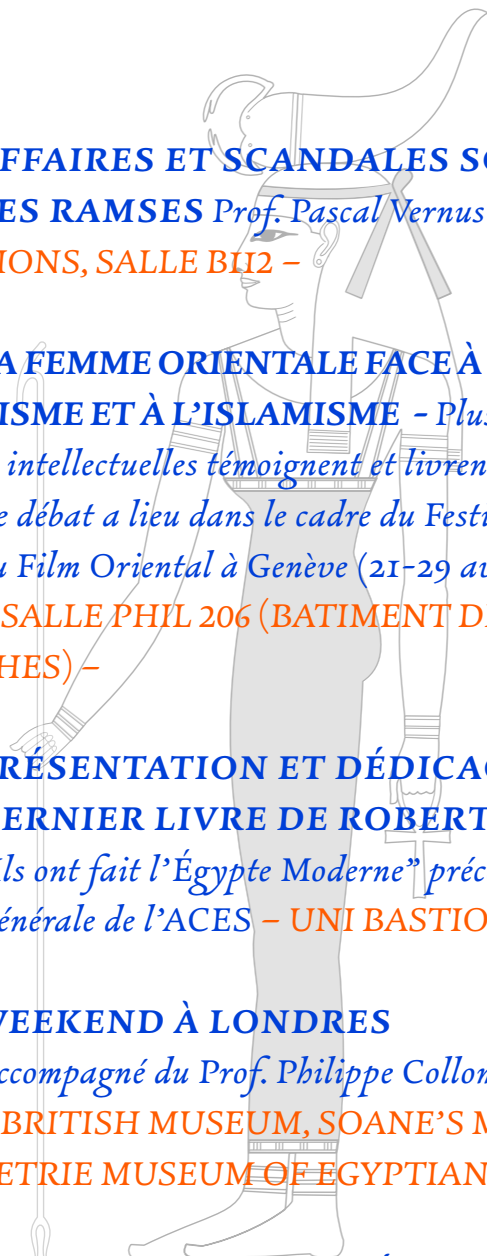 FFAIRES ET SCANDALES SO
ES RAMSES Prof. Pascal Vernus
IONS, SALLE B112 –
A FEMME ORIENTALE FACE À
ISME ET À L’ISLAMISME - Plus
intellectuelles témoignent et livren
e débat a lieu dans le cadre du Festi
u Film Oriental à Genève (21-29 av
SALLE PHIL 206 (BATIMENT D
HES) –
RÉSENTATION ET DÉDICA
ERNIER LIVRE DE ROBERT
Ils ont fait l’Égypte Moderne” préc
énérale de l’ACES – UNI BASTIO
WEEKEND À LONDRES
ccompagné du Prof. Philippe Collom
BRITISH MUSEUM, SOANE’S M
ETRIE MUSEUM OF EGYPTIAN